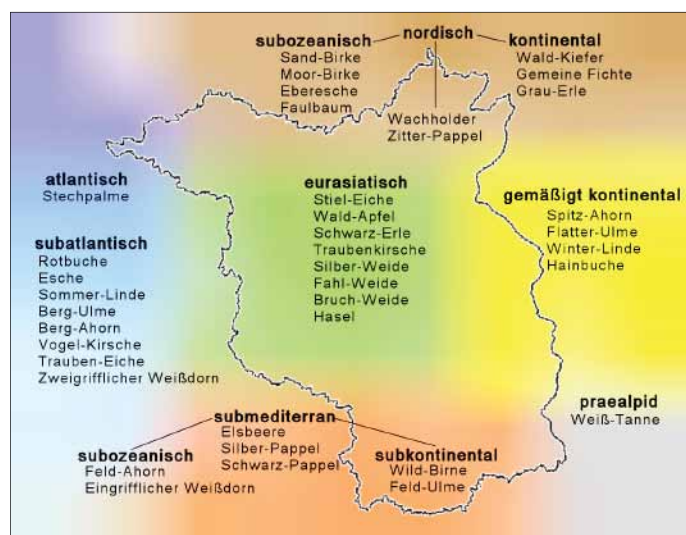 subozeanisch
Sand-Birke
Moor-Birke
Eberesche
Faulbaum
nordisch
Wachholder
Zitter-Pappel
kontinental
Wald-Kiefer
Gemeine Fichte
Grau-Erle
atlantisch
Stechpalme
subatlantisch
Rotbuche
Esche
Sommer-Linde
Berg-Ulme
Berg-Ahorn
Vogel-Kirsche
Trauben-Eiche
Zweigrifflicher Weißdorn
eurasiatisch
Stiel-Eiche
Wald-Apfel
Schwarz-Erle
Traubenkirsche
Silber-Weide
Fahl-Weide
Bruch-Weide
Hasel
gemäßigt kontinental
Spitz-Ahorn
Flatter-Ulme
Winter-Linde
Hainbuche
praealpid
Weiß-Tanne
submediterran
Elsbeere
Silber-Pappel
Schwarz-Pappel
subozeanisch
Feld-Ahorn
Eingrifflicher Weißdorn
subkontinental
Wild-Birne
Feld-Ulme